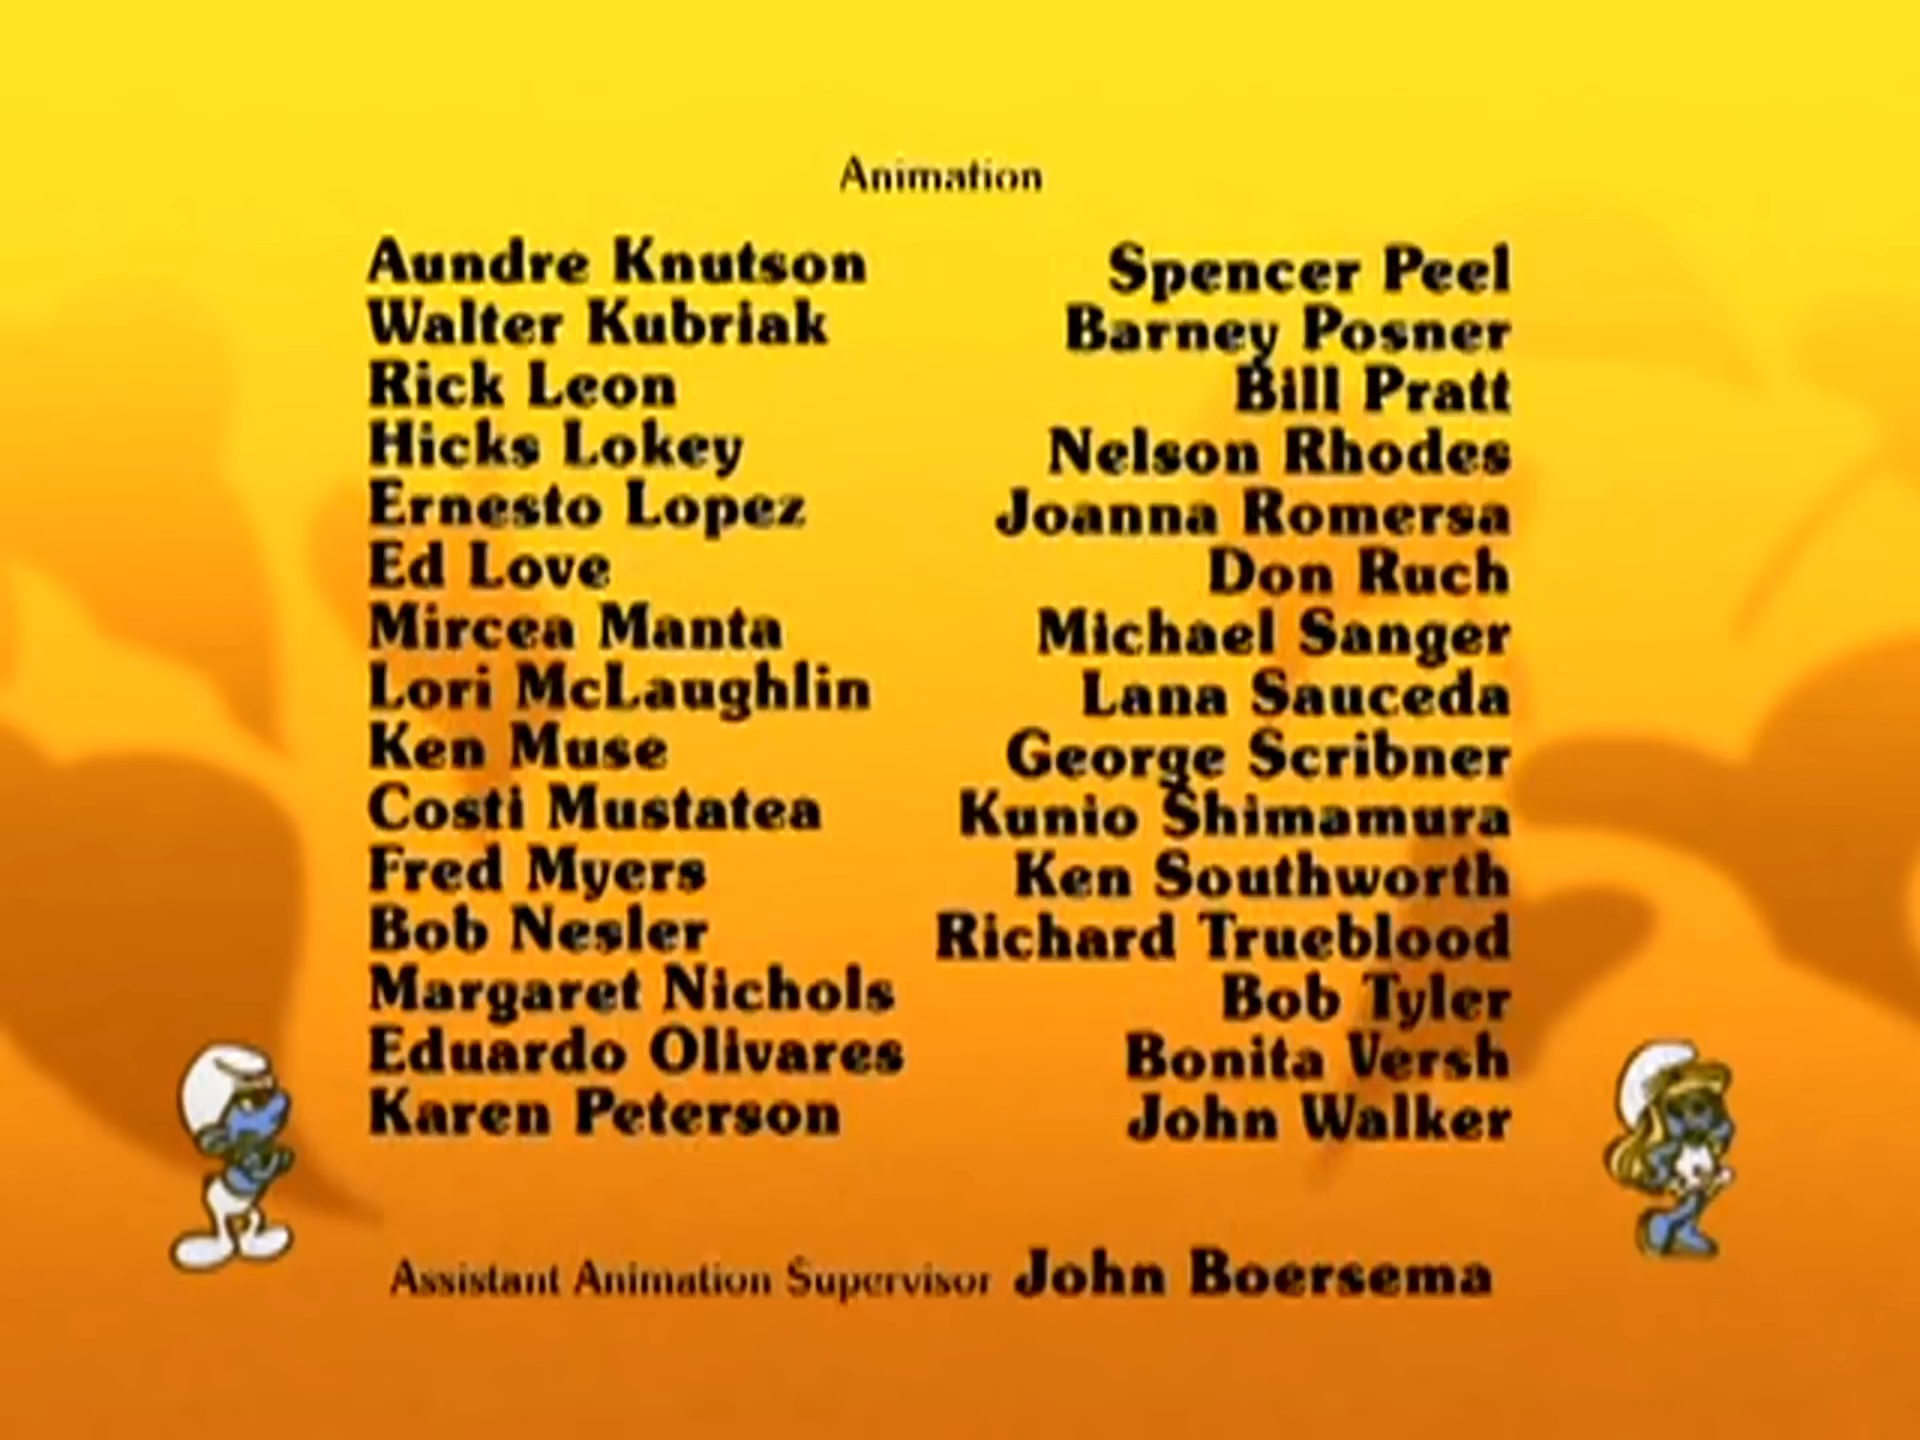 Animation
Aundre Knutson
Walter Kubriak
Rick Leon
Hicks Lokey
Ernesto Lopez
Ed Love
Mircea Manta
Lori McLaughlin
Ken Muse
Costi Mustatea
Fred Myers
Bob Nesler
Margaret Nichols
Eduardo Olivares
Karen Peterson
Spencer Peel
Barney Posner
Bill Pratt
Nelson Rhodes
Joanna Romersa
Don Ruch
Michael Sanger
Lana Sauceda
George Scribner
Kunio Shimamura
Ken Southworth
Richard Trueblood
Bob Tyler
Bonita Versh
John Walker
Assistant Animation Supervisor John Boersema